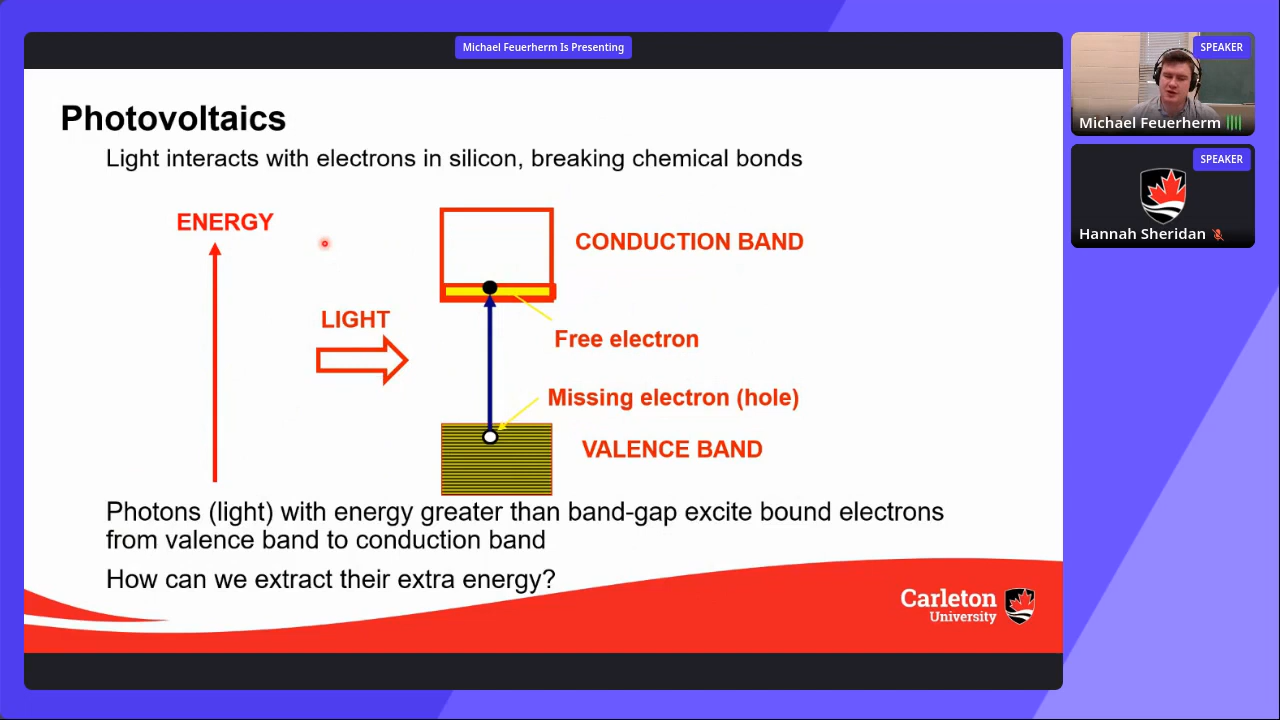 Michael Feuerherm Is Presenting
SPEAKER
Michael Feuerherm
SPEAKER
Hannah Sheridan
Photovoltaics
Light interacts with electrons in silicon, breaking chemical bonds
ENERGY
CONDUCTION BAND
LIGHT
Free electron
Missing electron (hole)
VALENCE BAND
Photons (light) with energy greater than band-gap excite bound electrons
from valence band to conduction band
How can we extract their extra energy?
Carleton
University